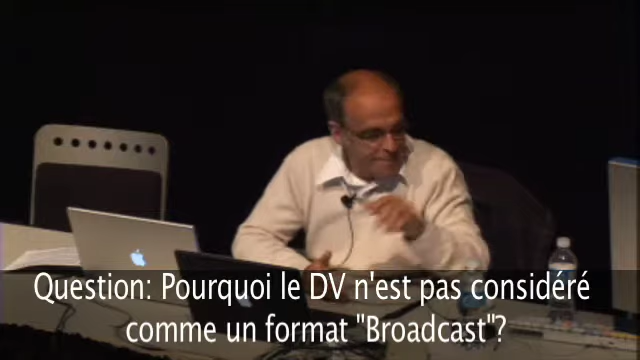 Question: Pourquoi le DV n'est pas considéré
comme un format "Broadcast"?